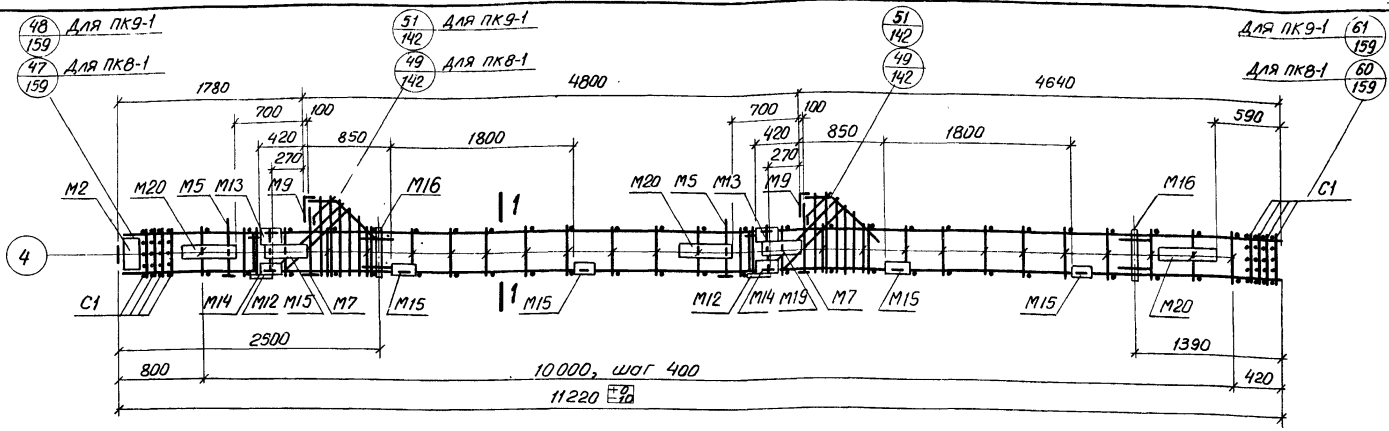 48
159
для ПК9-1
47
159
для ПК8-1
51
142
для ПК9-1
49
142
для ПК8-1
51
142
49
142
для ПК9-1
61
159
для ПК8-1
60
159
1780
4800
4640
700
100
700
100
590
420
850
1800
420
850
1800
270
270
М2
М20
М5
М13
М9
М16
М20
М5
М13
М9
М16
С1
1
4
С1
М14
М12
М15
М7
М15
1
М15
М12
М14
М19
М7
М15
М15
М20
2500
1390
800
10 000, шаг 400
420
11220 +0 -10